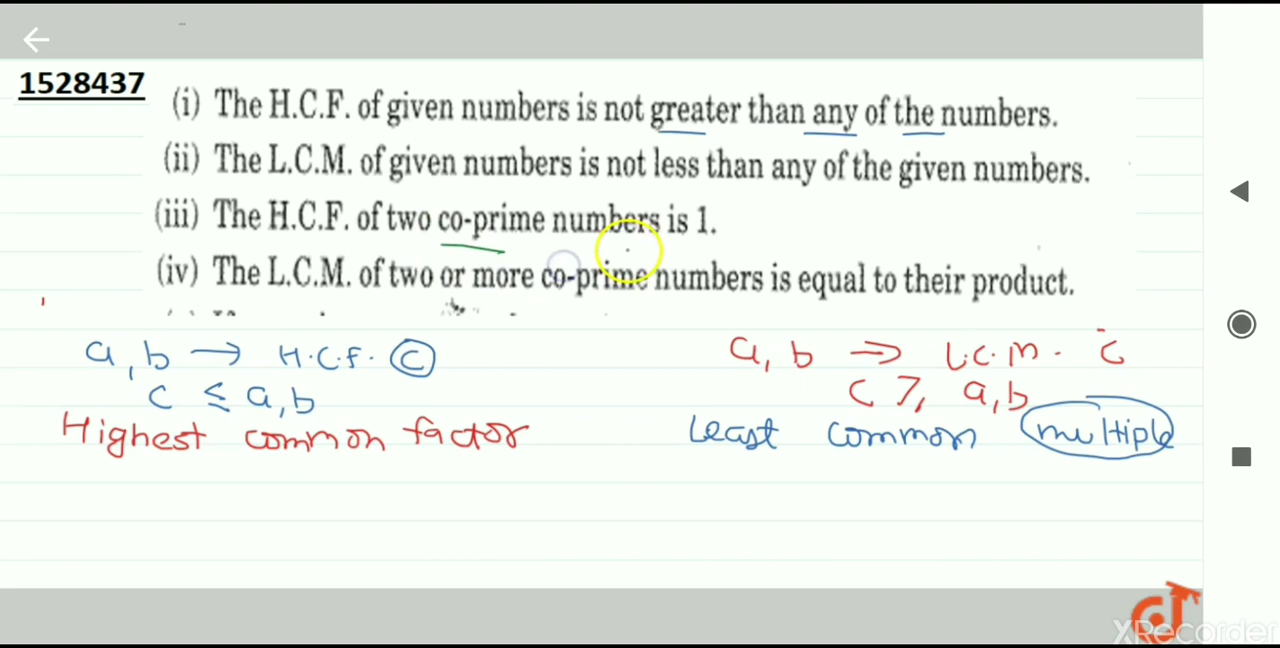 1528437
(i) The H.C.F. of given numbers is not greater than any of the numbers.
(ii) The L.C.M. of given numbers is not less than any of the given numbers.
(iii) The H.C.F. of two co-prime numbers is 1.
(iv) The L.C.M. of two or more co-prime numbers is equal to their product.
a, b → H.C.F. C
a, b ⇒ L.C.M. C
C ≤ a, b
C ≥ a, b
Highest common factor
Least common multiple
XRecorder